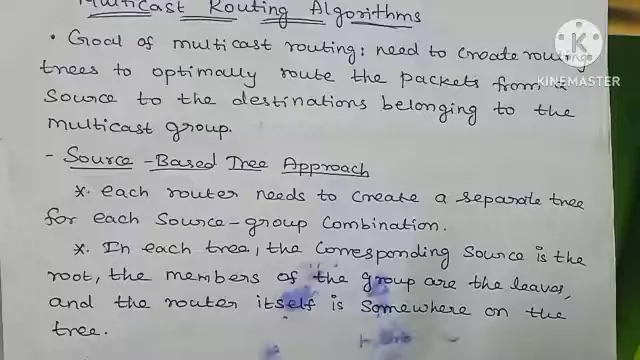 Multicast Routing Algorithms
• Goal of multicast routing: need to create routing
trees to optimally route the packets from
Source to the destinations belonging to the
multicast group.
- Source-Based Tree Approach
* each router needs to create a separate tree
for each Source-group Combination.
* In each tree, the corresponding Source is the
root, the members of the group are the leaves,
and the router itself is somewhere on the
tree.
KINEMASTER